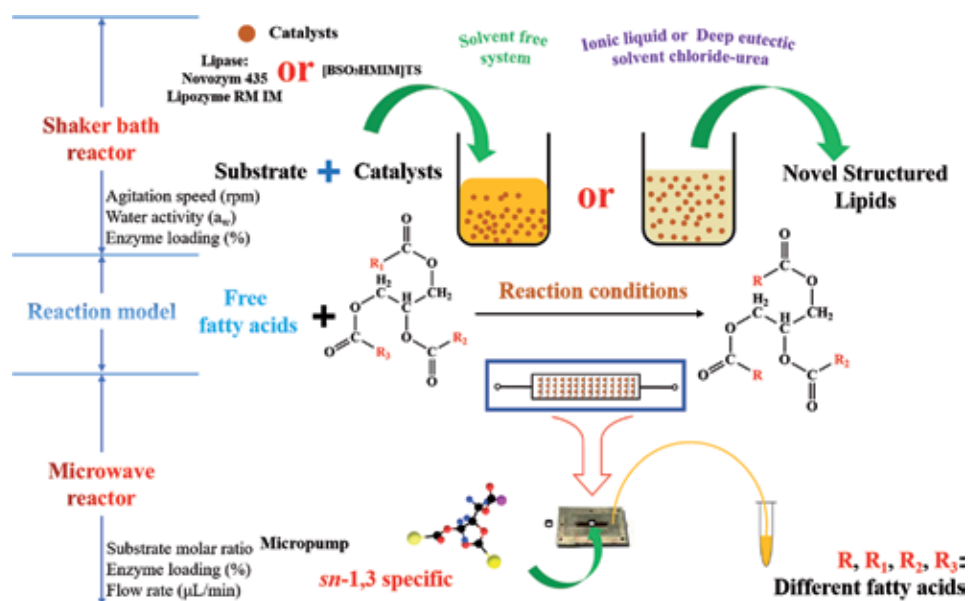 Catalysts
Lipase:
Novozym 435
Lipozyme RM IM
or
[BSO₃HMIM]TS
Solvent free
system
Ionic liquid or Deep eutectic
solvent chloride-urea
Shaker bath
reactor
Substrate + Catalysts
or
Novel Structured
Lipids
Agitation speed (rpm)
Water activity (aw)
Enzyme loading (%)
Reaction model
Free
fatty acids
+
O
R₁
O
H₂
C
H
C
CH₂
O
O
C
O
R₃
C
O
R₂
Reaction conditions
O
C
R
O
H₂
C
H
C
CH₂
O
O
C
O
R
C
O
R₂
Microwave
reactor
Substrate molar ratio
Enzyme loading (%)
Flow rate (μL/min)
Micropump
sn-1,3 specific
R, R₁, R₂, R₃=
Different fatty acids